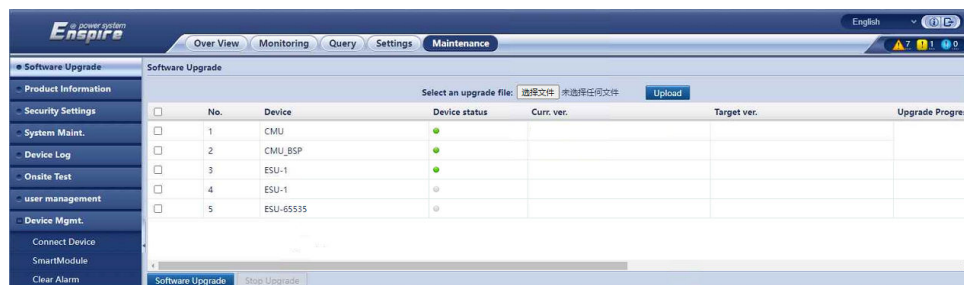 e power system
Enspire
English
Over View Monitoring Query Settings Maintenance
7 1 0
Software Upgrade
Product Information
Security Settings
System Maint.
Device Log
Onsite Test
user management
Device Mgmt.
Connect Device
SmartModule
Clear Alarm
Software Upgrade
Select an upgrade file: 选择文件 未选择任何文件 Upload
No. Device Device status Curr. ver. Target ver. Upgrade Progre
1 CMU
2 CMU_BSP
3 ESU-1
4 ESU-1
5 ESU-65535
Software Upgrade Stop Upgrade